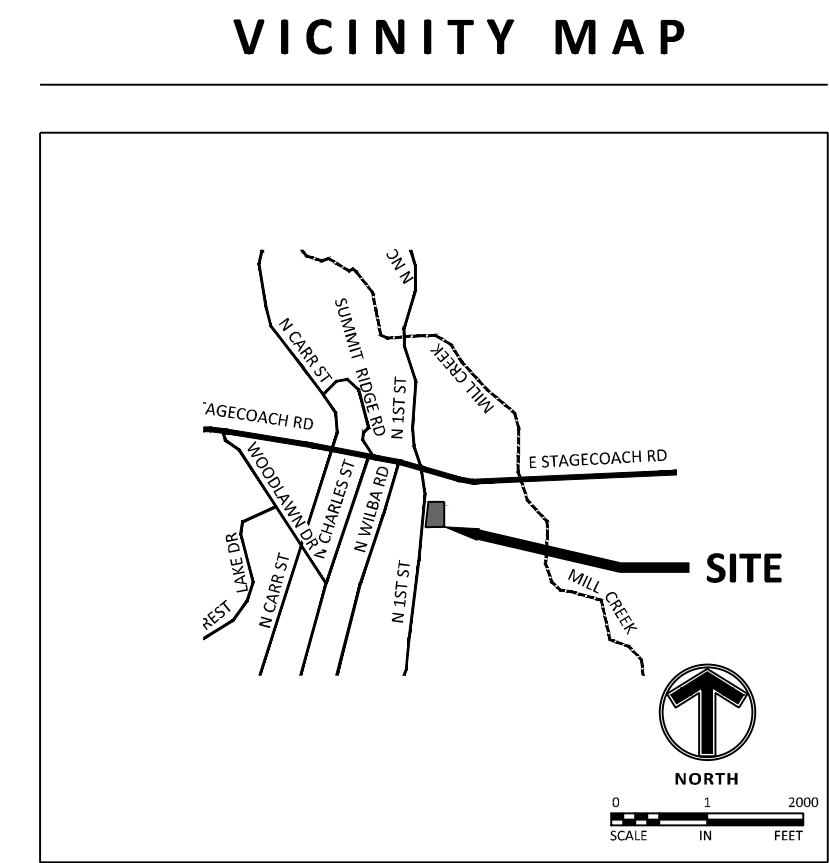 VICINITY MAP
N NC
N CARR ST
SUMMIT RIDGE RD
MILL CREEK
N 1ST ST
TAGECOACH RD
E STAGECOACH RD
WOODLAWN DR
N CHARLES ST
N WILBA RD
LAKE DR
N CARR ST
N 1ST ST
REST
SITE
MILL CREEK
NORTH
0 1 2000
SCALE IN FEET